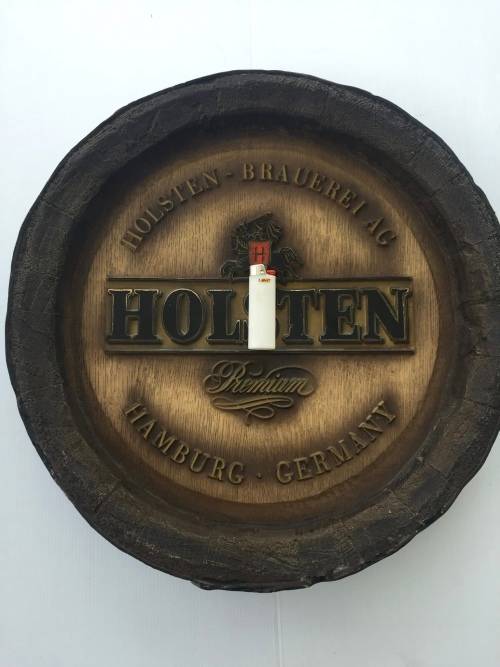 HOLSTEN-BRAUEREI AG
H
HOLSTEN
Premium
HAMBURG · GERMANY